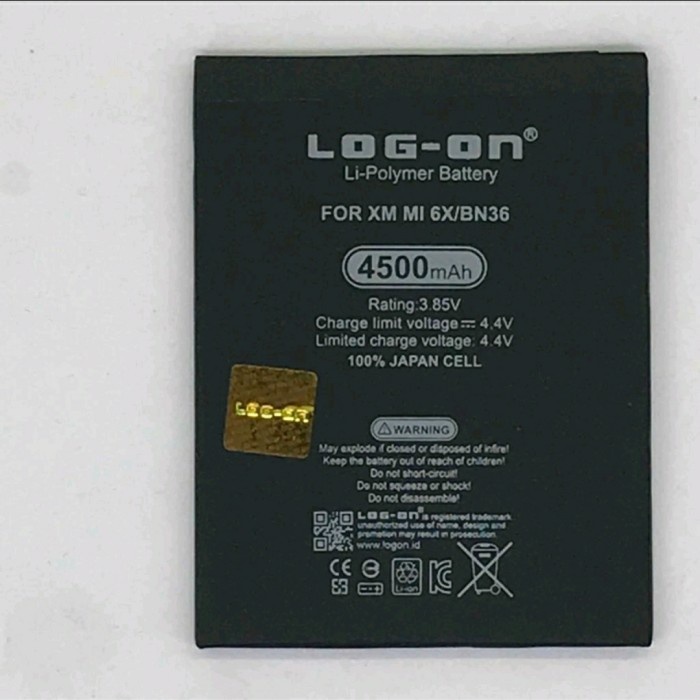 LOG-ON®
Li-Polymer Battery
FOR XM MI 6X/BN36
4500mAh
Rating:3.85V
Charge limit voltage⎓4.4V
Limited charge voltage: 4.4V
100% JAPAN CELL
LOG-ON
WARNING
May explode if closed or disposed of infire!
Keep the battery out of reach of children!
Do not short-circuit!
Do not squeeze or shock!
Do not disassemble!
LOG-ON® is registered trademark
unauthorized use of name, design and
promotion may result in prosecution.
www.logon.id
CE
Li-ion